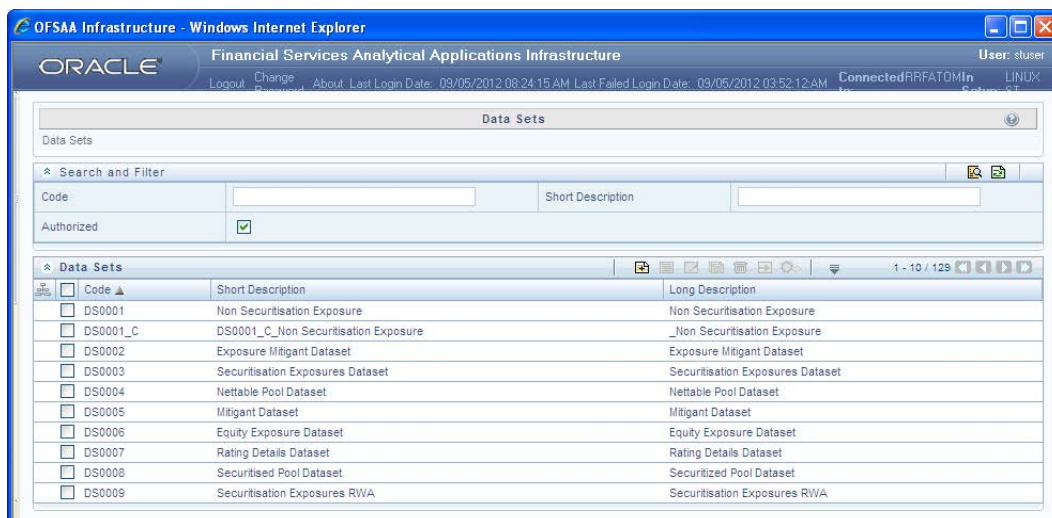 OFSAA Infrastructure - Windows Internet Explorer
ORACLE
Financial Services Analytical Applications Infrastructure
User: stuser
Logout Change About Last Login Date: 09/05/2012 08:24:15 AM Last Failed Login Date: 09/05/2012 03:52:12:AM Connected RRFATOM In LINUX
Data Sets
Data Sets
Search and Filter
Code Short Description
Authorized
Data Sets 1 - 10 / 129
Code Short Description Long Description
DS0001 Non Securitisation Exposure Non Securitisation Exposure
DS0001_C DS0001_C_Non Securitisation Exposure _Non Securitisation Exposure
DS0002 Exposure Mitigant Dataset Exposure Mitigant Dataset
DS0003 Securitisation Exposures Dataset Securitisation Exposures Dataset
DS0004 Nettable Pool Dataset Nettable Pool Dataset
DS0005 Mitigant Dataset Mitigant Dataset
DS0006 Equity Exposure Dataset Equity Exposure Dataset
DS0007 Rating Details Dataset Rating Details Dataset
DS0008 Securitised Pool Dataset Securitized Pool Dataset
DS0009 Securitisation Exposures RWA Securitisation Exposures RWA